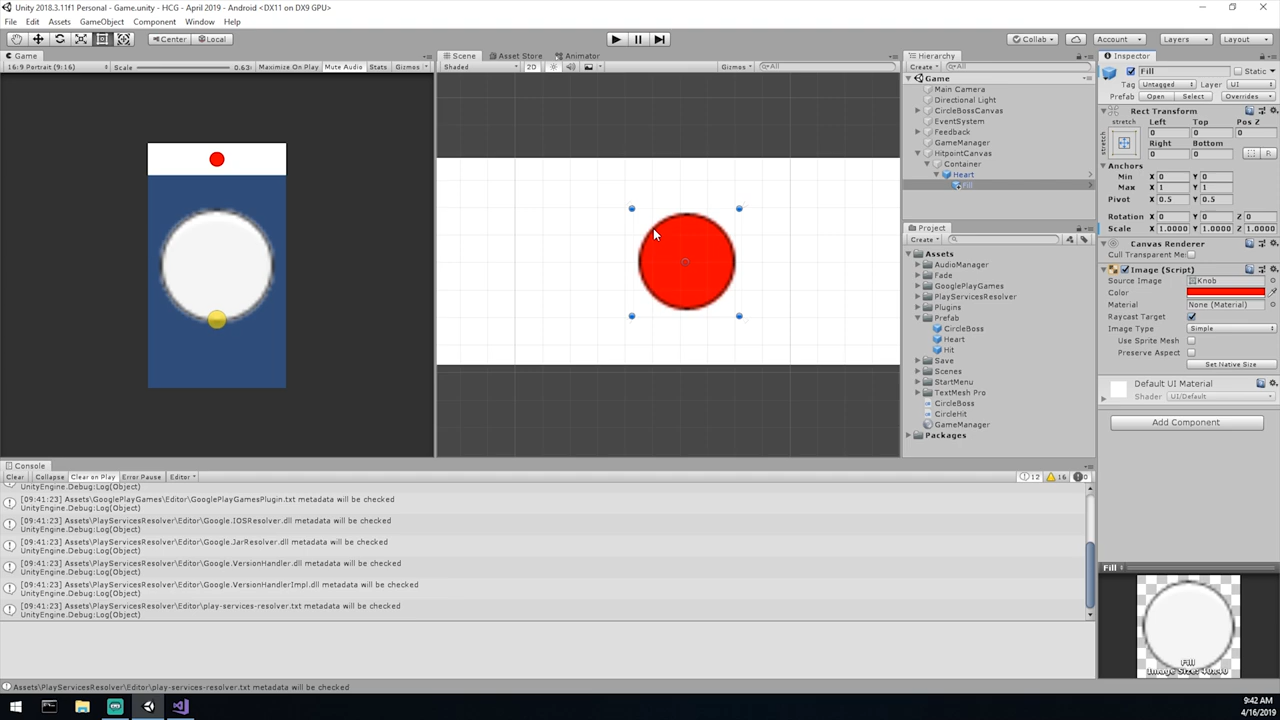 Unity 2018.3.11f1 Personal - Game.unity - HCG - April 2019 - Android <DX11 on DX9 GPU>
File Edit Assets GameObject Component Window Help
Center Local
Collab Account Layers Layout
Game
16:9 Portrait (9:16) Scale 0.63 Maximize On Play Mute Audio Stats Gizmos
Scene Asset Store Animator
Shaded 2D Gizmos All
Hierarchy
Create All
Game
Main Camera
Directional Light
CircleBossCanvas
EventSystem
Feedback
GameManager
HitpointCanvas
Container
Heart
Fill
Project
Create
Assets
AudioManager
Fade
GooglePlayGames
PlayServicesResolver
Plugins
Prefab
CircleBoss
Heart
Hit
Save
Scenes
StartMenu
TextMesh Pro
CircleBoss
CircleHit
GameManager
Packages
Inspector
Fill Static
Tag Untagged Layer UI
Prefab Open Select Overrides
Rect Transform
stretch Left Top Pos Z
stretch 0 0 0
Right Bottom
0 0 R
Anchors
Min X 0 Y 0
Max X 1 Y 1
Pivot X 0.5 Y 0.5
Rotation X 0 Y 0 Z 0
Scale X 1.0000 Y 1.0000 Z 1.0000
Canvas Renderer
Cull Transparent Me
Image (Script)
Source Image Knob
Color
Material None (Material)
Raycast Target
Image Type Simple
Use Sprite Mesh
Preserve Aspect
Set Native Size
Default UI Material
Shader UI/Default
Add Component
Fill
Fill
Image Size: 40x40
Console
Clear Collapse Clear on Play Error Pause Editor 12 16 0
UnityEngine.Debug:Log(Object)
[09:41:23] Assets\GooglePlayGames\Editor\GooglePlayGamesPlugin.txt metadata will be checked
UnityEngine.Debug:Log(Object)
[09:41:23] Assets\PlayServicesResolver\Editor\Google.IOSResolver.dll metadata will be checked
UnityEngine.Debug:Log(Object)
[09:41:23] Assets\PlayServicesResolver\Editor\Google.JarResolver.dll metadata will be checked
UnityEngine.Debug:Log(Object)
[09:41:23] Assets\PlayServicesResolver\Editor\Google.VersionHandler.dll metadata will be checked
UnityEngine.Debug:Log(Object)
[09:41:23] Assets\PlayServicesResolver\Editor\Google.VersionHandlerImpl.dll metadata will be checked
UnityEngine.Debug:Log(Object)
[09:41:23] Assets\PlayServicesResolver\Editor\play-services-resolver.txt metadata will be checked
UnityEngine.Debug:Log(Object)
Assets\PlayServicesResolver\Editor\play-services-resolver.txt metadata will be checked
9:42 AM
4/16/2019